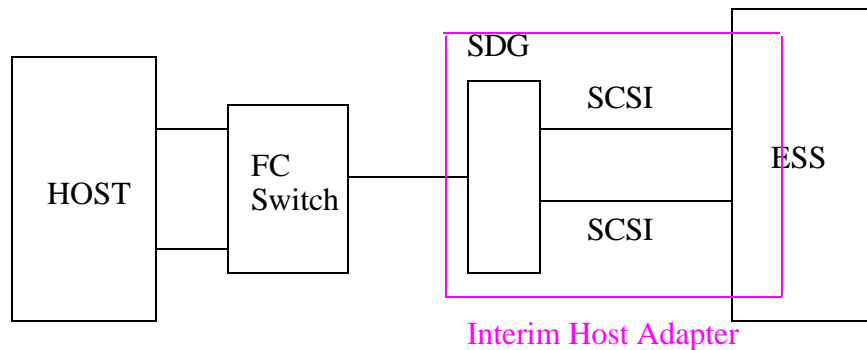 SDG
SCSI
HOST
FC
Switch
ESS
SCSI
Interim Host Adapter